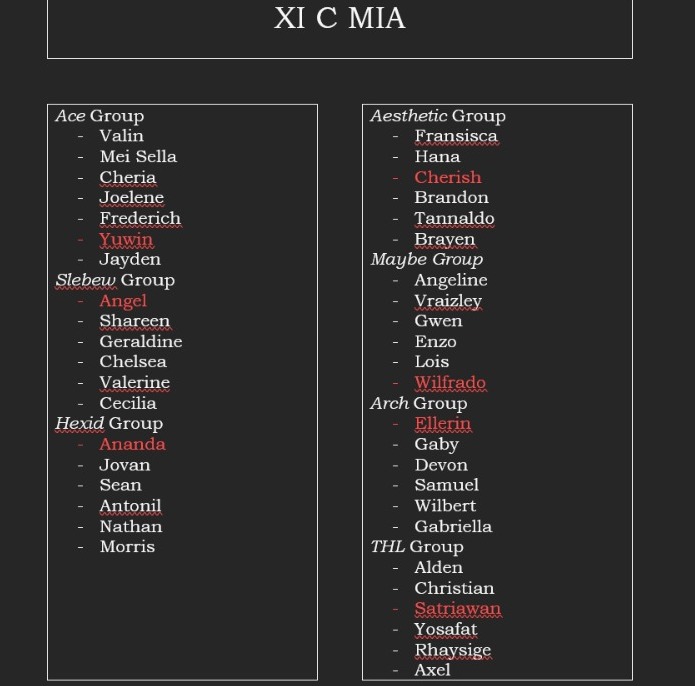 XI C MIA
Ace Group
- Valin
- Mei Sella
- Cheria
- Joelene
- Frederich
- Yuwin
- Jayden
Slebew Group
- Angel
- Shareen
- Geraldine
- Chelsea
- Valerine
- Cecilia
Hexid Group
- Ananda
- Jovan
- Sean
- Antonil
- Nathan
- Morris
Aesthetic Group
- Fransisca
- Hana
- Cherish
- Brandon
- Tannaldo
- Brayen
Maybe Group
- Angeline
- Vraizley
- Gwen
- Enzo
- Lois
- Wilfrado
Arch Group
- Ellerin
- Gaby
- Devon
- Samuel
- Wilbert
- Gabriella
THL Group
- Alden
- Christian
- Satriawan
- Yosafat
- Rhaysige
- Axel